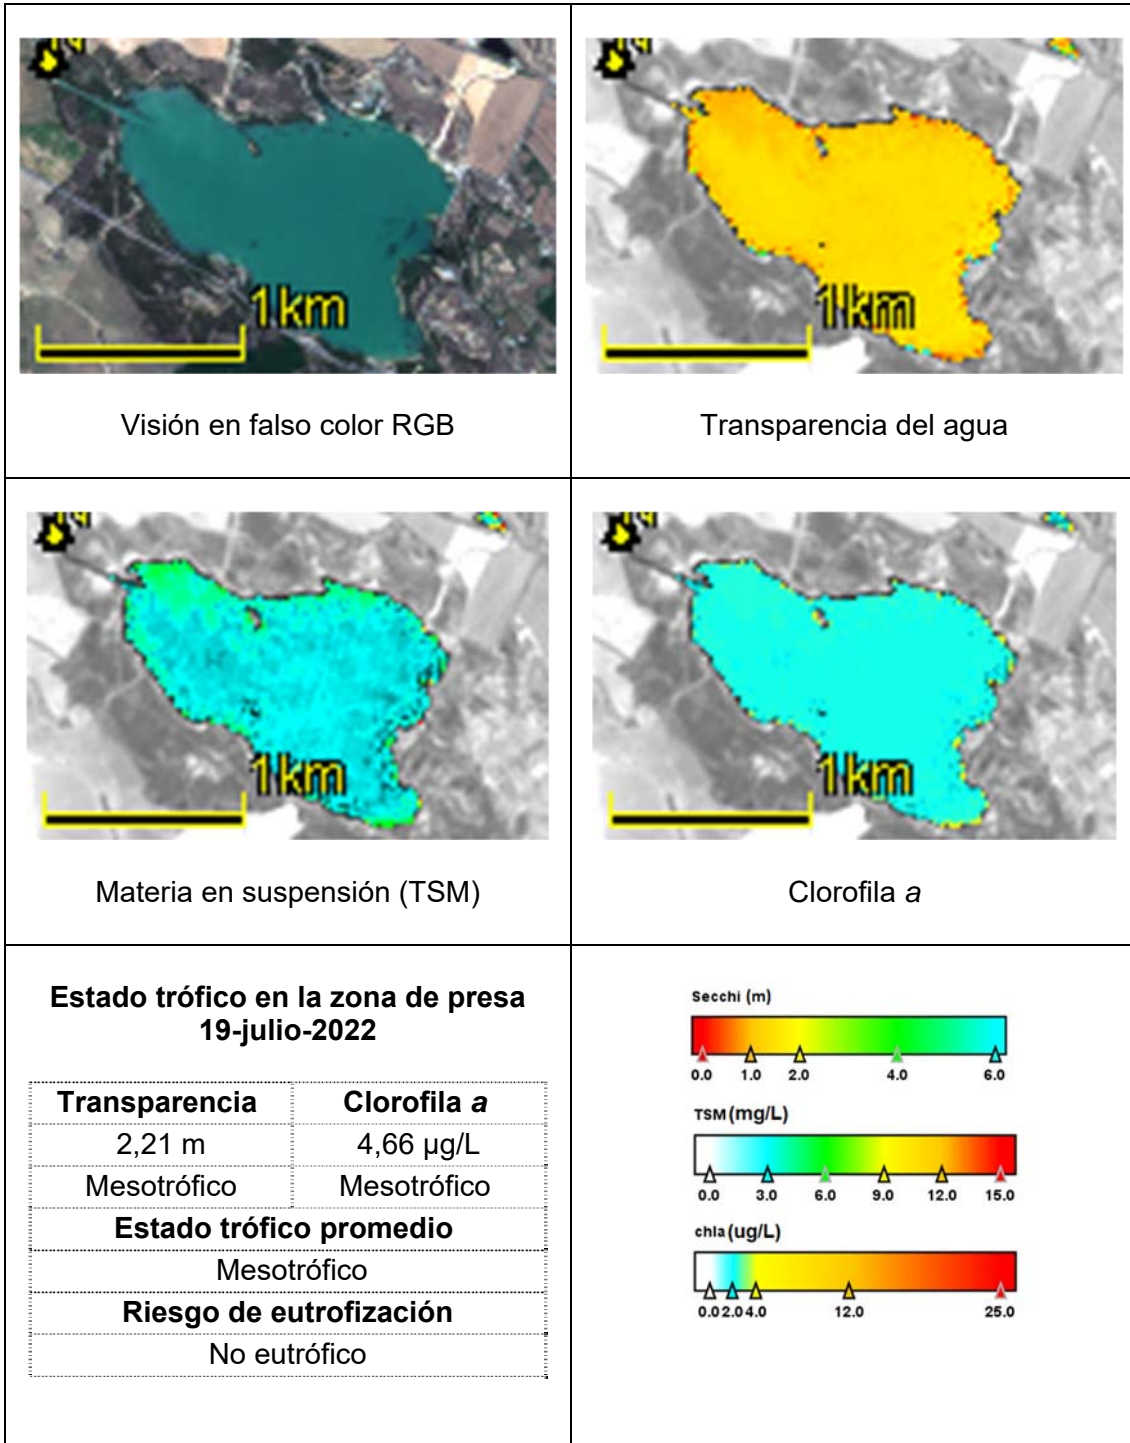 1km
Visión en falso color RGB
1km
Transparencia del agua
1km
Materia en suspensión (TSM)
1km
Clorofila a
Estado trófico en la zona de presa
19-julio-2022
Transparencia Clorofila a
2,21 m 4,66 µg/L
Mesotrófico Mesotrófico
Estado trófico promedio
Mesotrófico
Riesgo de eutrofización
No eutrófico
Secchi (m)
0.0 1.0 2.0 4.0 6.0
TSM (mg/L)
0.0 3.0 6.0 9.0 12.0 15.0
chla (ug/L)
0.0 2.0 4.0 12.0 25.0